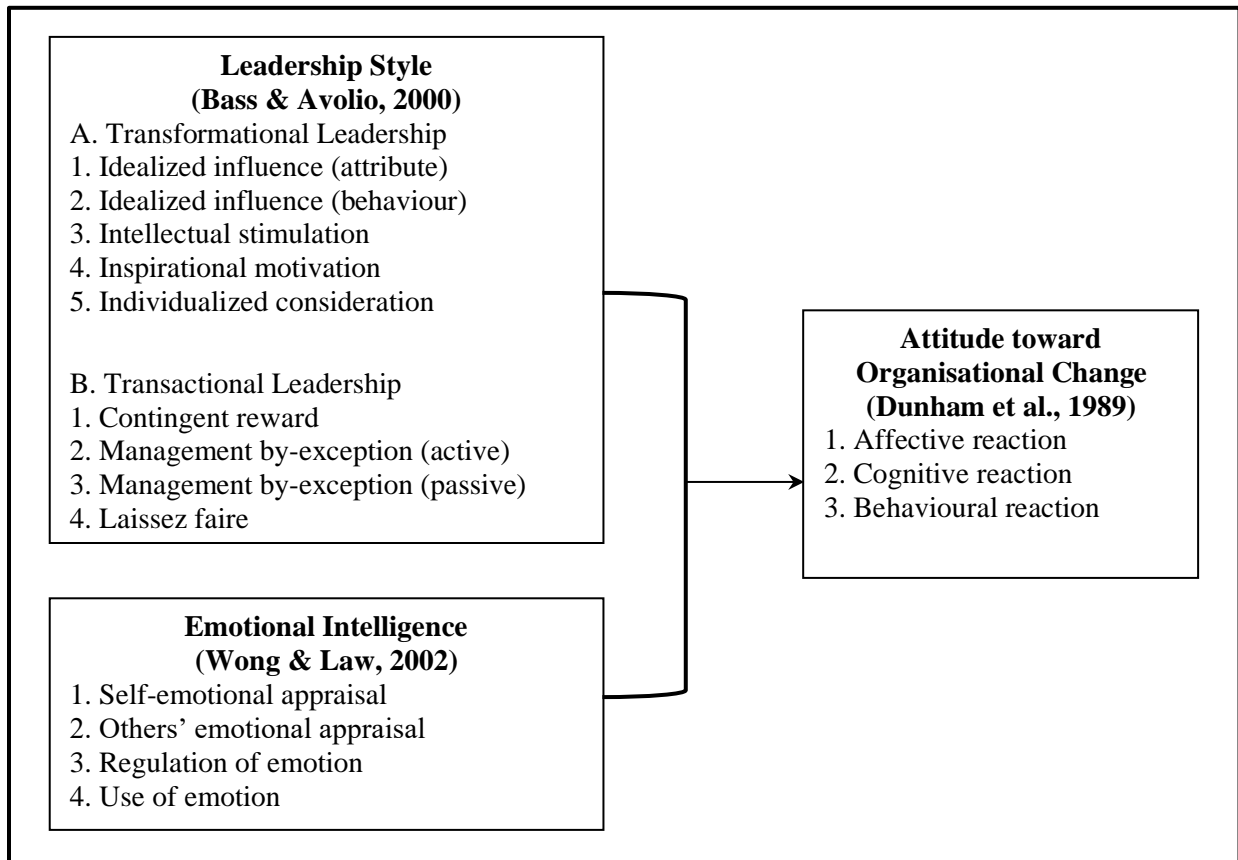 Leadership Style
(Bass & Avolio, 2000)
A. Transformational Leadership
1. Idealized influence (attribute)
2. Idealized influence (behaviour)
3. Intellectual stimulation
4. Inspirational motivation
5. Individualized consideration
B. Transactional Leadership
1. Contingent reward
2. Management by-exception (active)
3. Management by-exception (passive)
4. Laissez faire
Emotional Intelligence
(Wong & Law, 2002)
1. Self-emotional appraisal
2. Others’ emotional appraisal
3. Regulation of emotion
4. Use of emotion
Attitude toward
Organisational Change
(Dunham et al., 1989)
1. Affective reaction
2. Cognitive reaction
3. Behavioural reaction